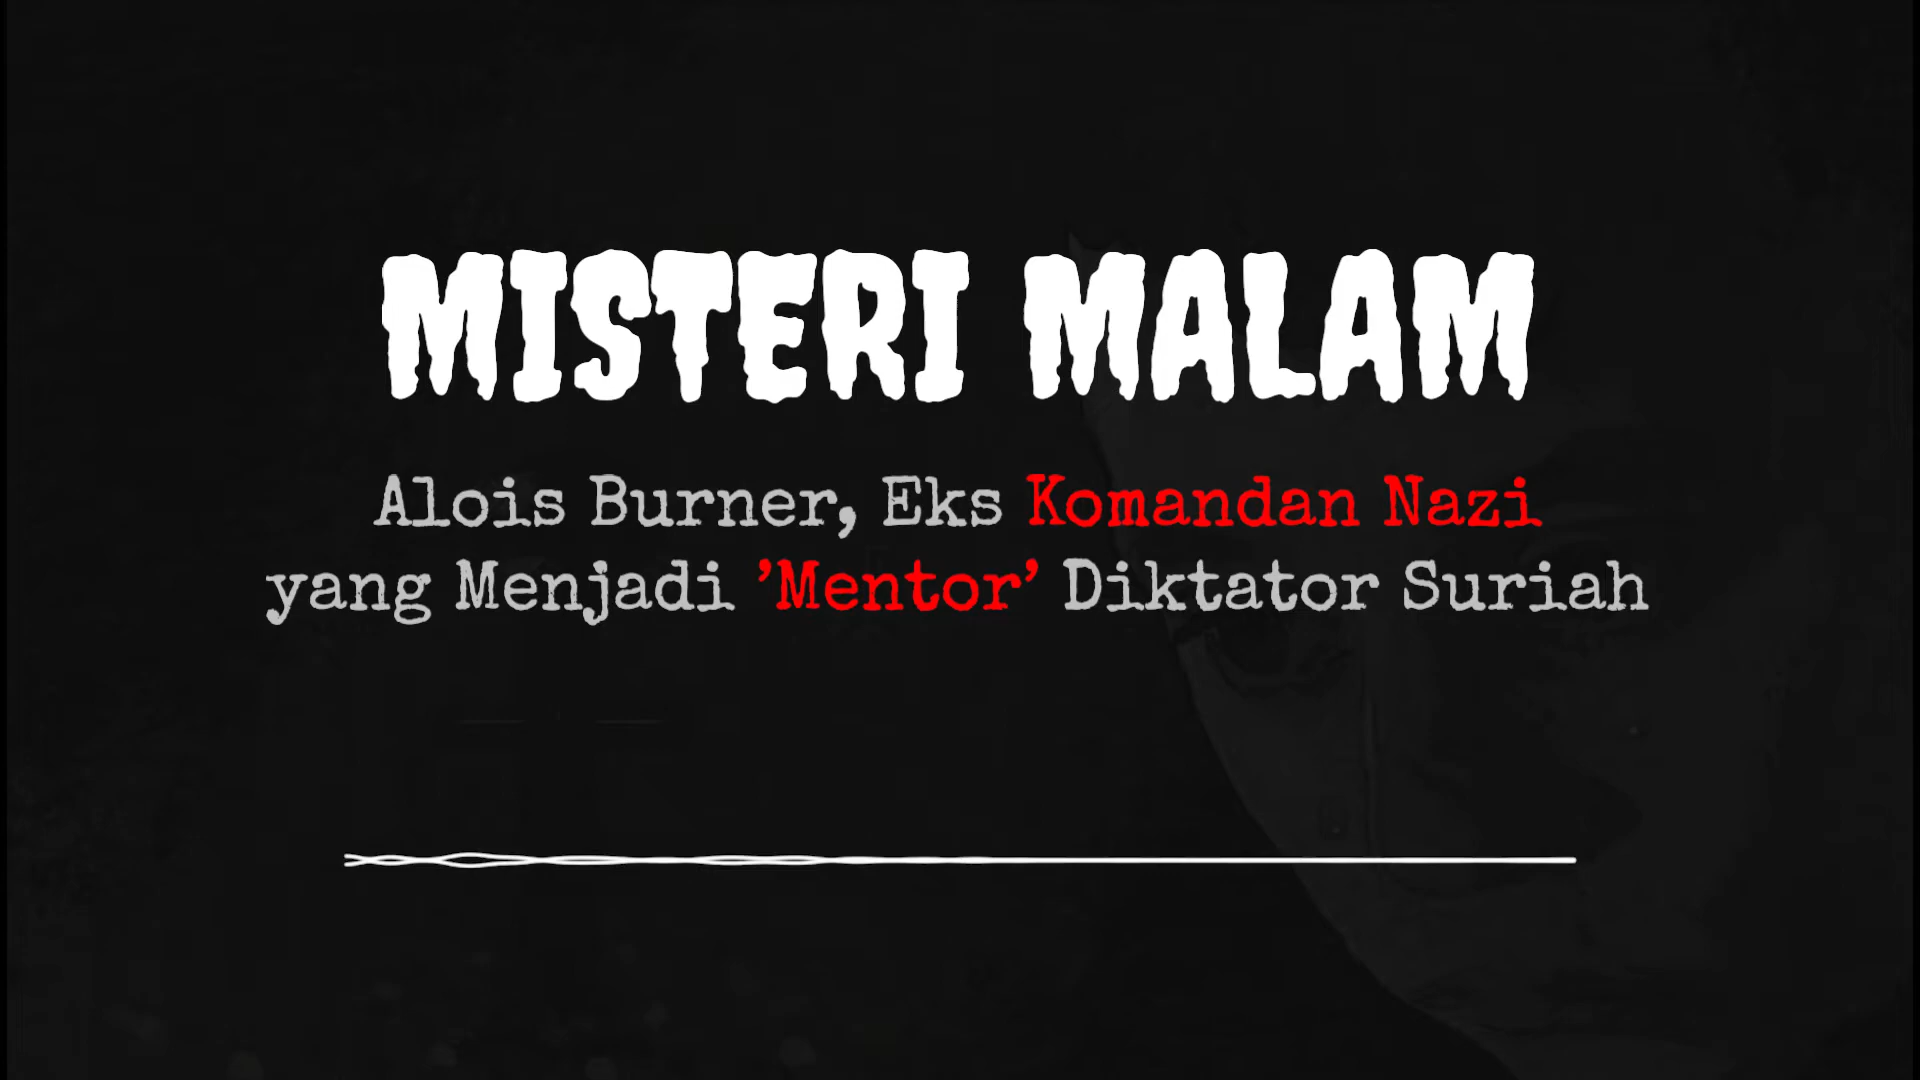 MISTERI MALAM
Alois Burner, Eks Komandan Nazi
yang Menjadi ’Mentor’ Diktator Suriah